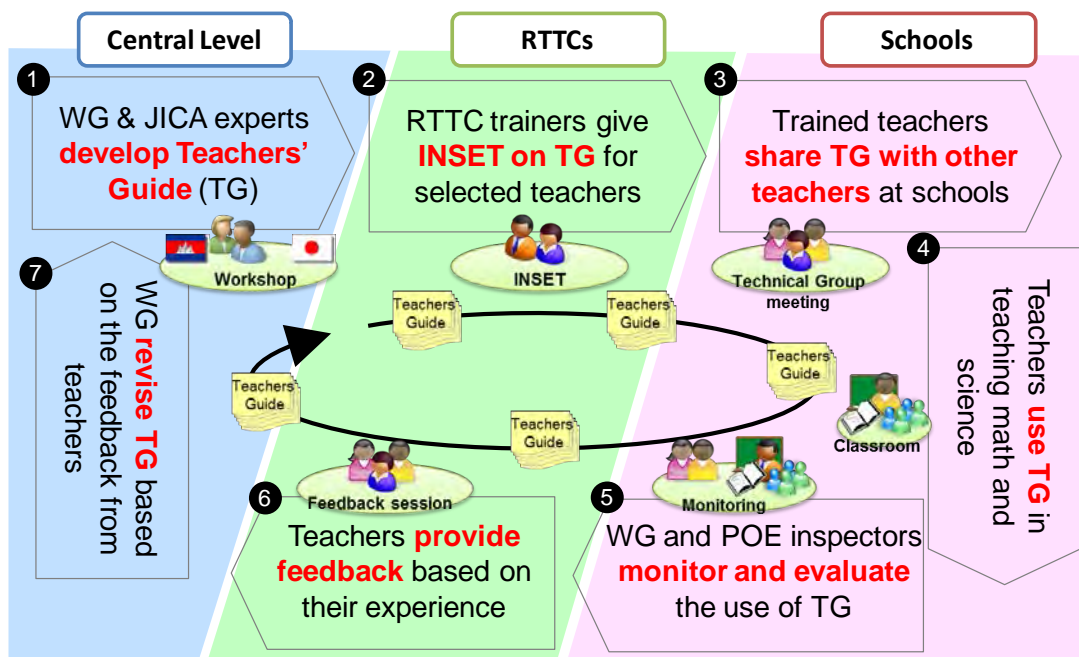 Central Level
RTTCs
Schools
1
WG & JICA experts
develop Teachers'
Guide (TG)
Workshop
2
RTTC trainers give
INSET on TG for
selected teachers
INSET
3
Trained teachers
share TG with other
teachers at schools
Technical Group
meeting
4
Teachers use TG in
teaching math and
science
Classroom
Teachers
Guide
Teachers
Guide
Teachers
Guide
Teachers
Guide
Teachers
Guide
5
Monitoring
WG and POE inspectors
monitor and evaluate
the use of TG
6
Feedback session
Teachers provide
feedback based on
their experience
7
WG revise TG based
on the feedback from
teachers